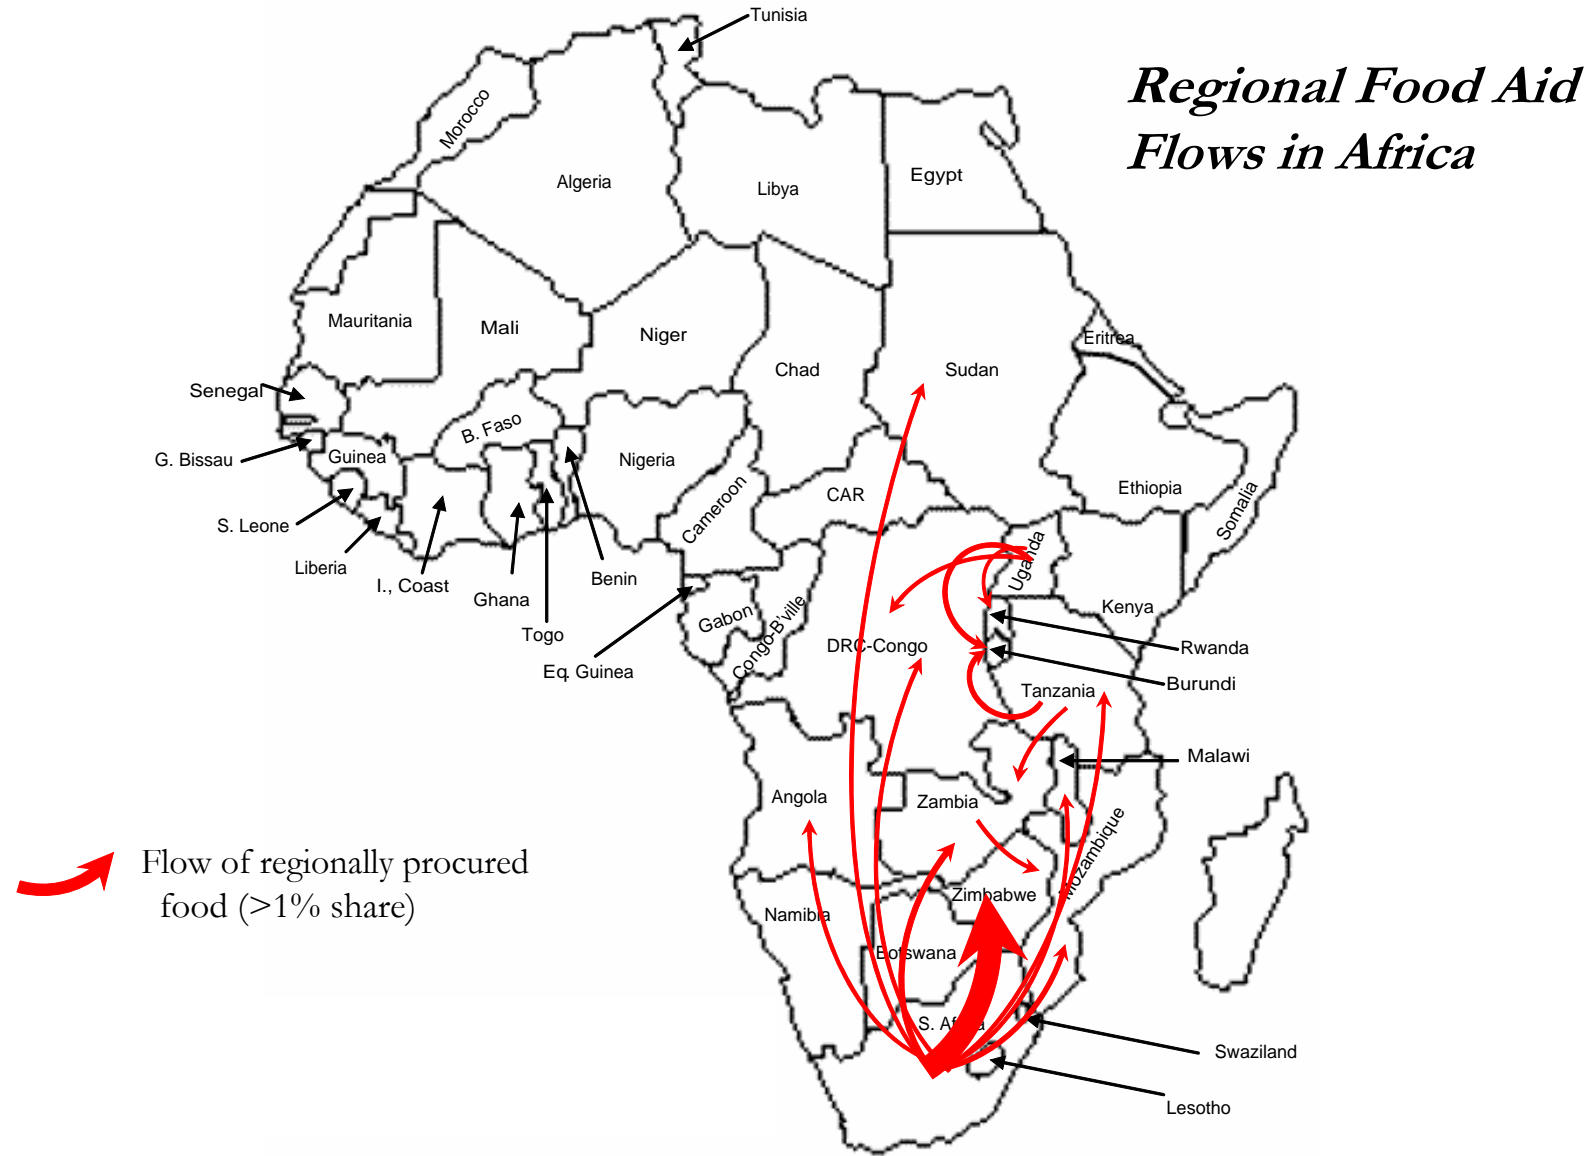 Tunisia
Regional Food Aid
Flows in Africa
Morocco
Algeria
Libya
Egypt
Mauritania
Mali
Niger
Chad
Sudan
Eritrea
Senegal
B. Faso
G. Bissau
Guinea
Nigeria
Cameroon
CAR
Ethiopia
Somalia
S. Leone
Liberia
I., Coast
Ghana
Togo
Benin
Eq. Guinea
Gabon
Congo-B'ville
DRC-Congo
Uganda
Kenya
Rwanda
Burundi
Tanzania
Malawi
Angola
Zambia
Mozambique
Flow of regionally procured
food (>1% share)
Zimbabwe
Namibia
Botswana
S. Africa
Swaziland
Lesotho